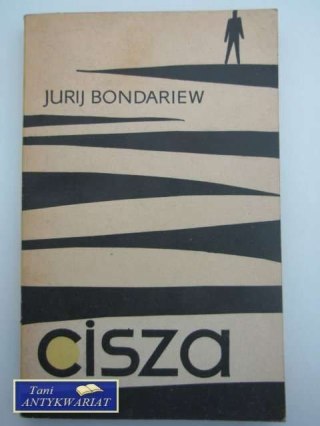 JURIJ BONDARIEW
cisza
Tani
ANTYKWARIAT